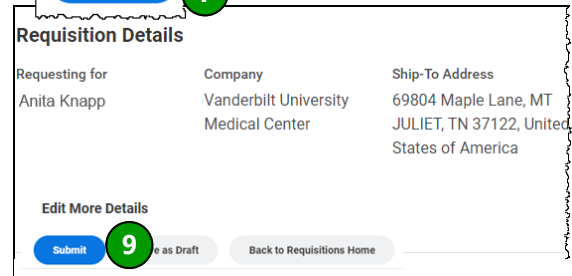 Requisition Details
Requesting for
Company
Ship-To Address
Anita Knapp
Vanderbilt University
Medical Center
69804 Maple Lane, MT
JULIET, TN 37122, United
States of America
Edit More Details
Submit
9
as Draft
Back to Requisitions Home